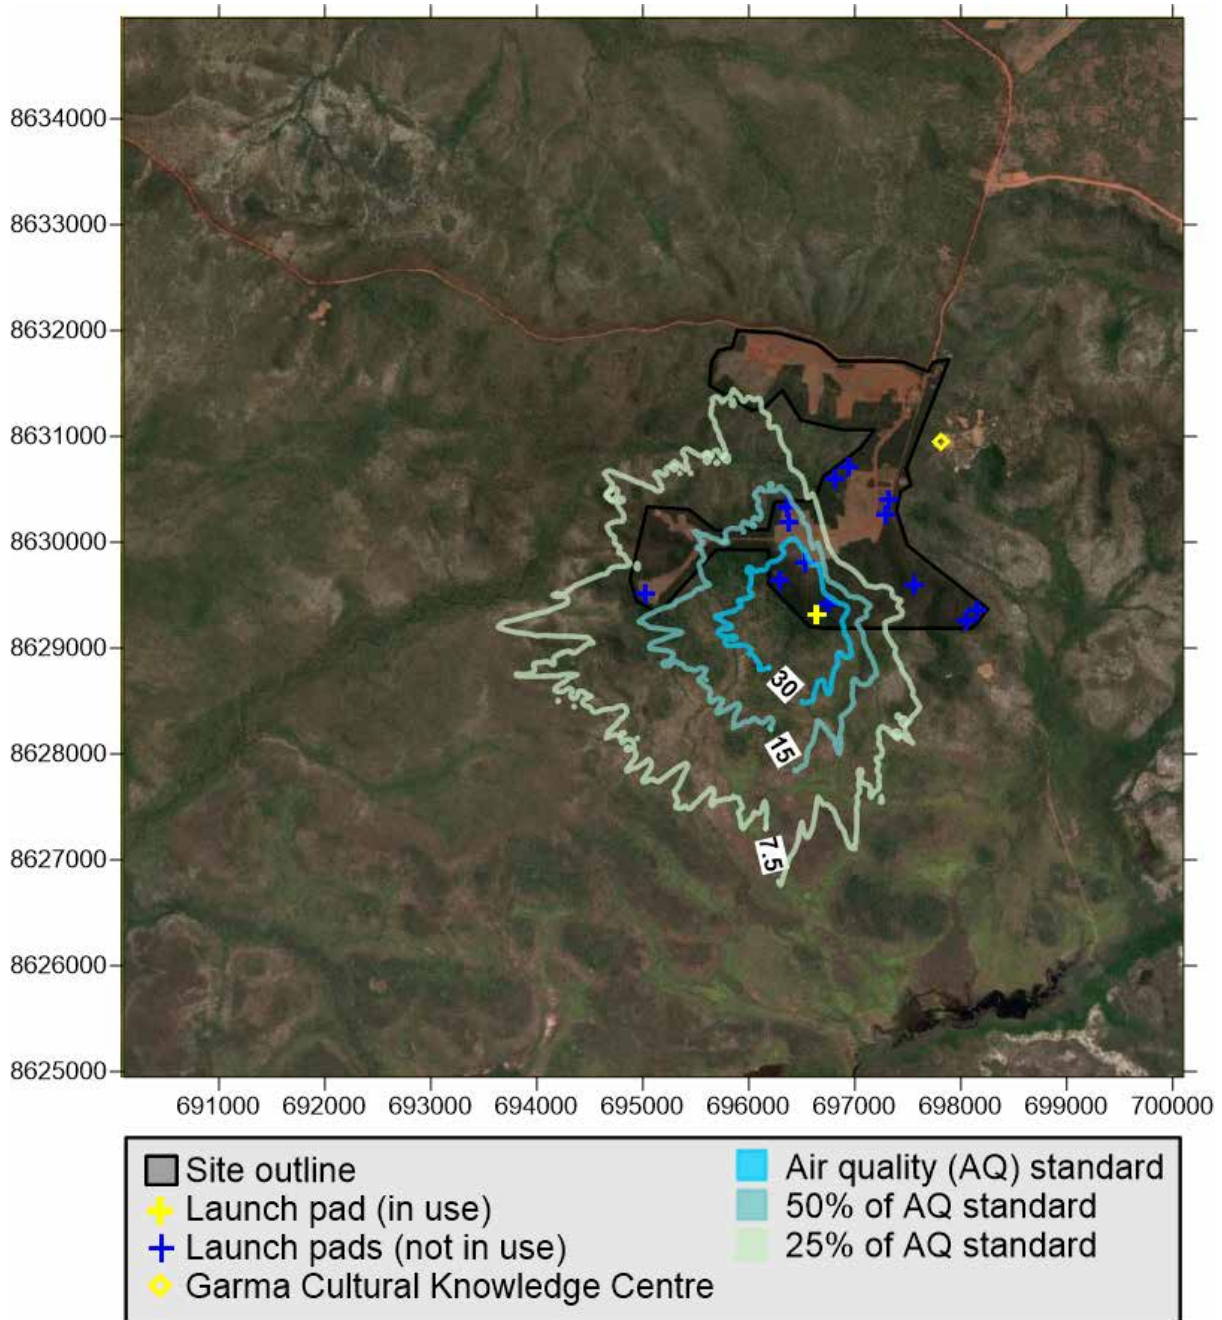 8634000
8633000
8632000
8631000
8630000
8629000
8628000
8627000
8626000
8625000
30
15
7.5
691000 692000 693000 694000 695000 696000 697000 698000 699000 700000
Site outline
Launch pad (in use)
Launch pads (not in use)
Garma Cultural Knowledge Centre
Air quality (AQ) standard
50% of AQ standard
25% of AQ standard